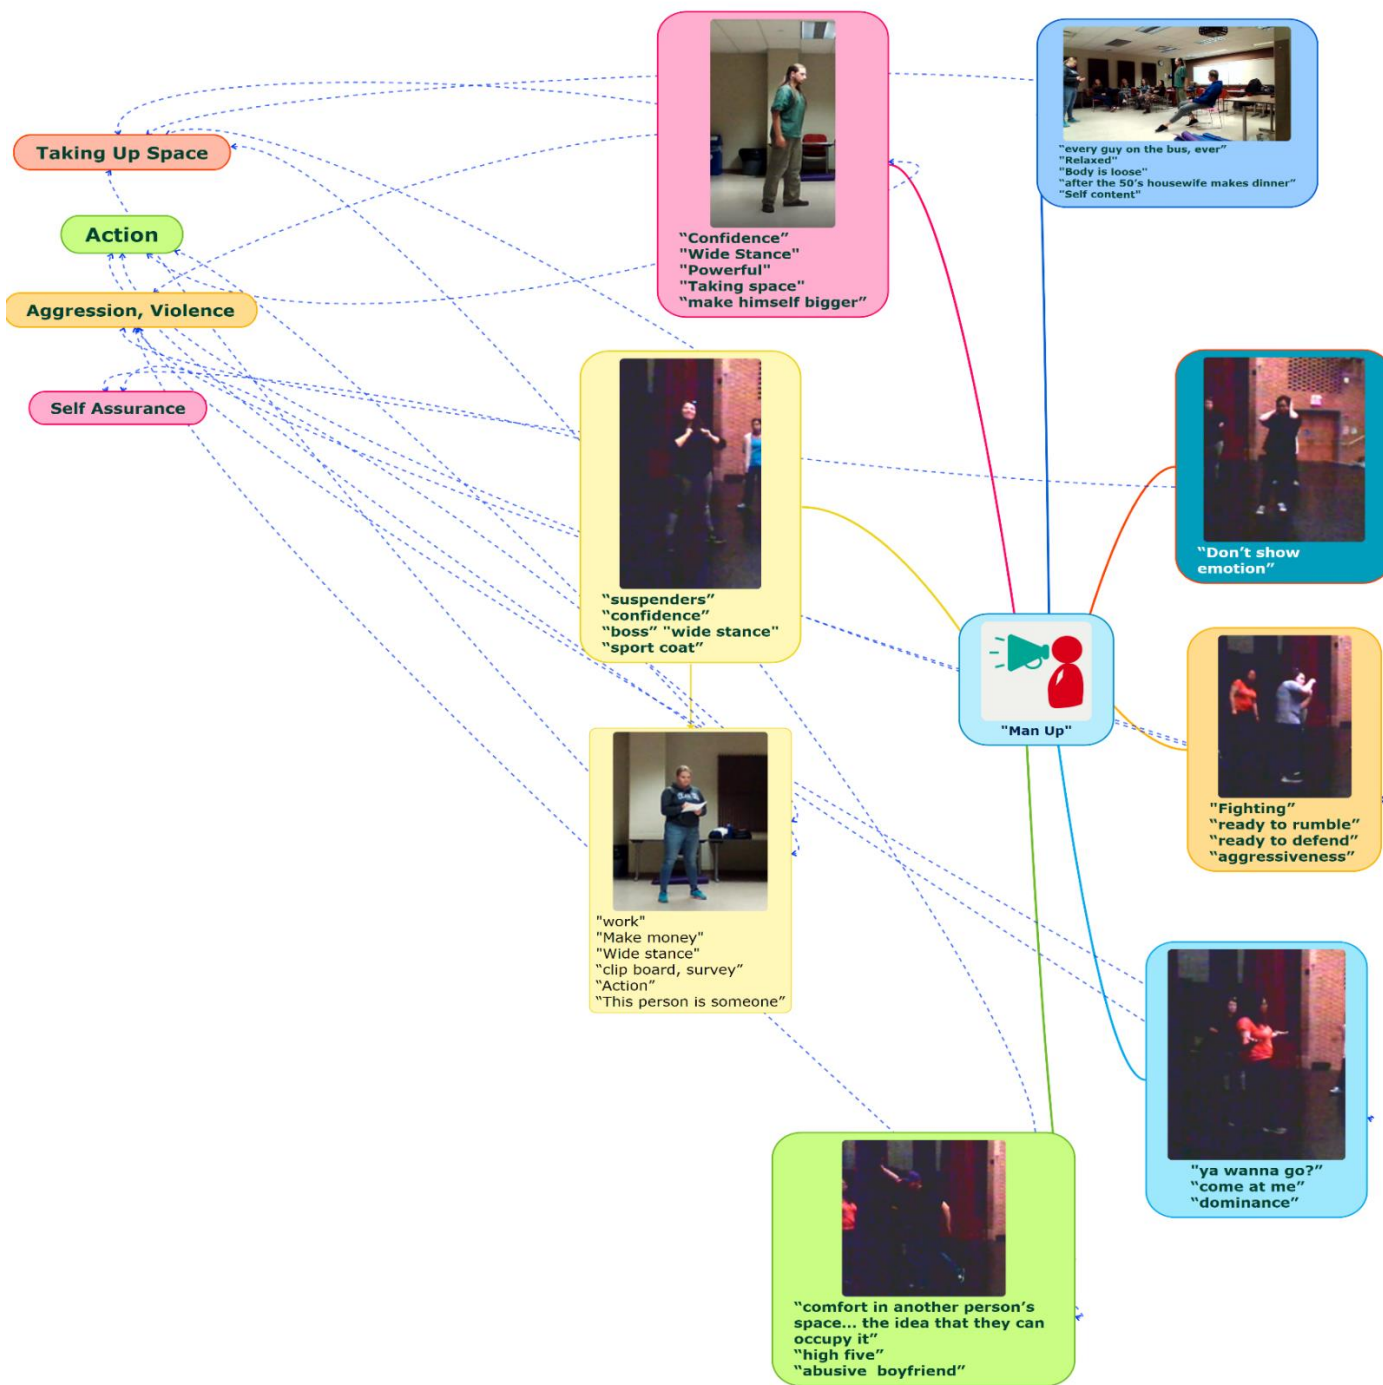 Taking Up Space
Action
Aggression, Violence
Self Assurance
“Confidence”
"Wide Stance"
"Powerful"
"Taking space"
“make himself bigger”
“every guy on the bus, ever”
"Relaxed"
"Body is loose"
“after the 50's housewife makes dinner”
"Self content"
“suspenders”
“confidence”
“boss” "wide stance"
“sport coat”
“Don’t show
emotion”
"Man Up"
"Fighting”
“ready to rumble”
“ready to defend”
“aggressiveness”
"work"
"Make money"
"Wide stance"
“clip board, survey”
“Action”
“This person is someone”
"ya wanna go?”
“come at me”
“dominance”
“comfort in another person’s
space... the idea that they can
occupy it”
“high five”
“abusive boyfriend”